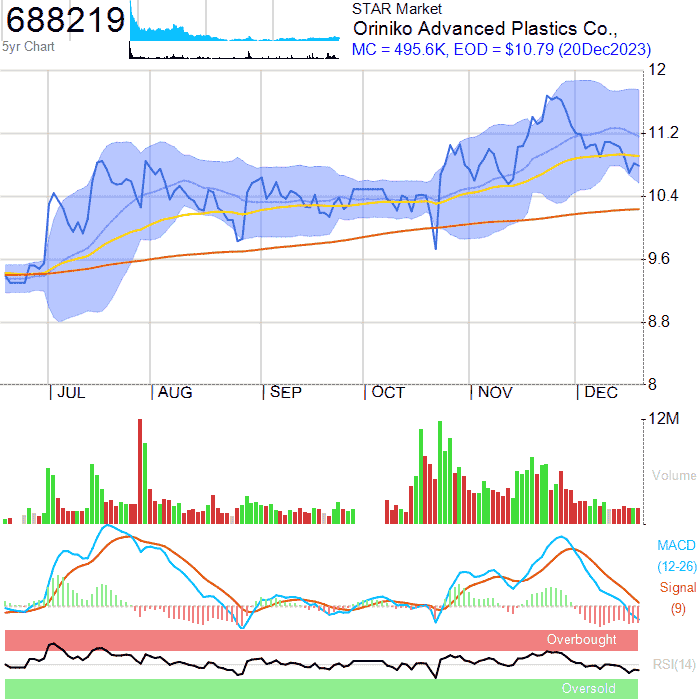 688219
5yr Chart
STAR Market
Oriniko Advanced Plastics Co.,
MC = 495.6K, EOD = $10.79 (20Dec2023)
12
11.2
10.4
9.6
8.8
8
JUL AUG SEP OCT NOV DEC
12M
Volume
MACD
(12-26)
Signal
(9)
Overbought
RSI(14)
Oversold